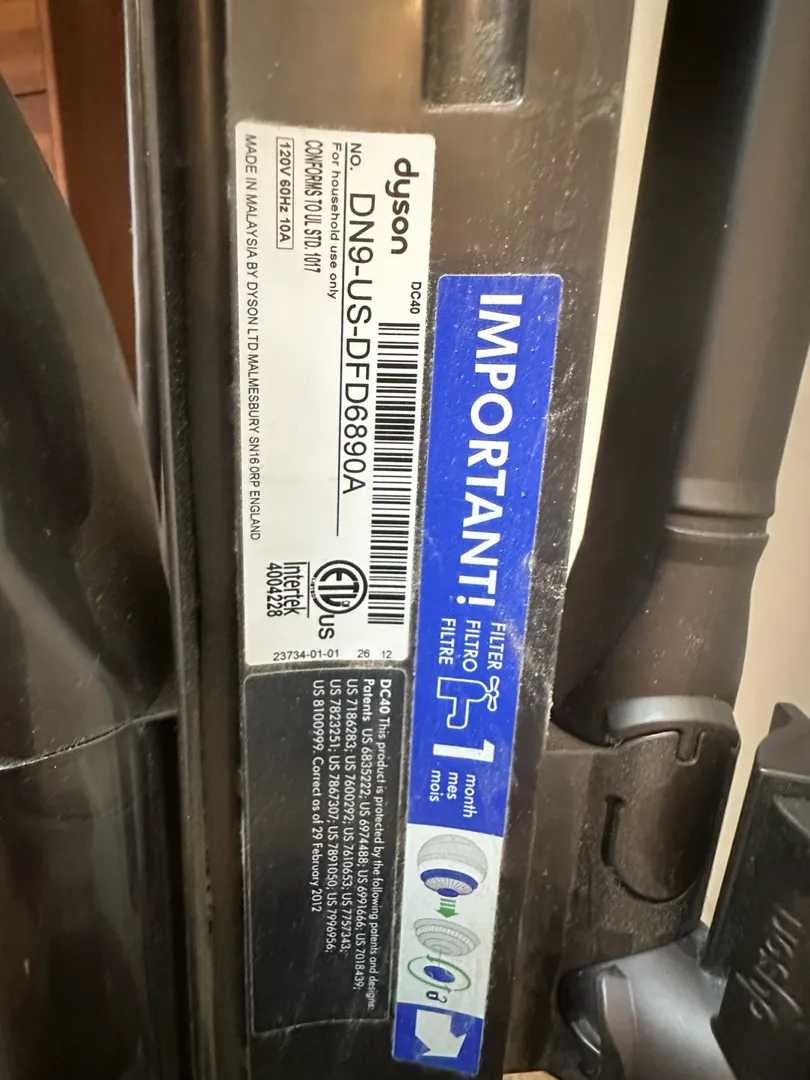 dyson
DC40
NO. DN9-US-DFD6890A
For household use only
CONFORMS TO UL STD. 1017
120V 60Hz 10A
MADE IN MALAYSIA BY DYSON LTD MALMESBURY SN16 0RP ENGLAND
ETL
US
Intertek
4004228
23734-01-01 26 12
IMPORTANT!
FILTER
FILTRO
FILTRE
1
month
mes
mois
DC40 This product is protected by the following patents and designs:
Patents US 6835222; US 6974488; US 6991666; US 7018439;
US 7186283; US 7600292; US 7610653; US 7757343;
US 7823251; US 7867307; US 7891050; US 7996956;
US 8100999. Correct as of 29 February 2012
dyson